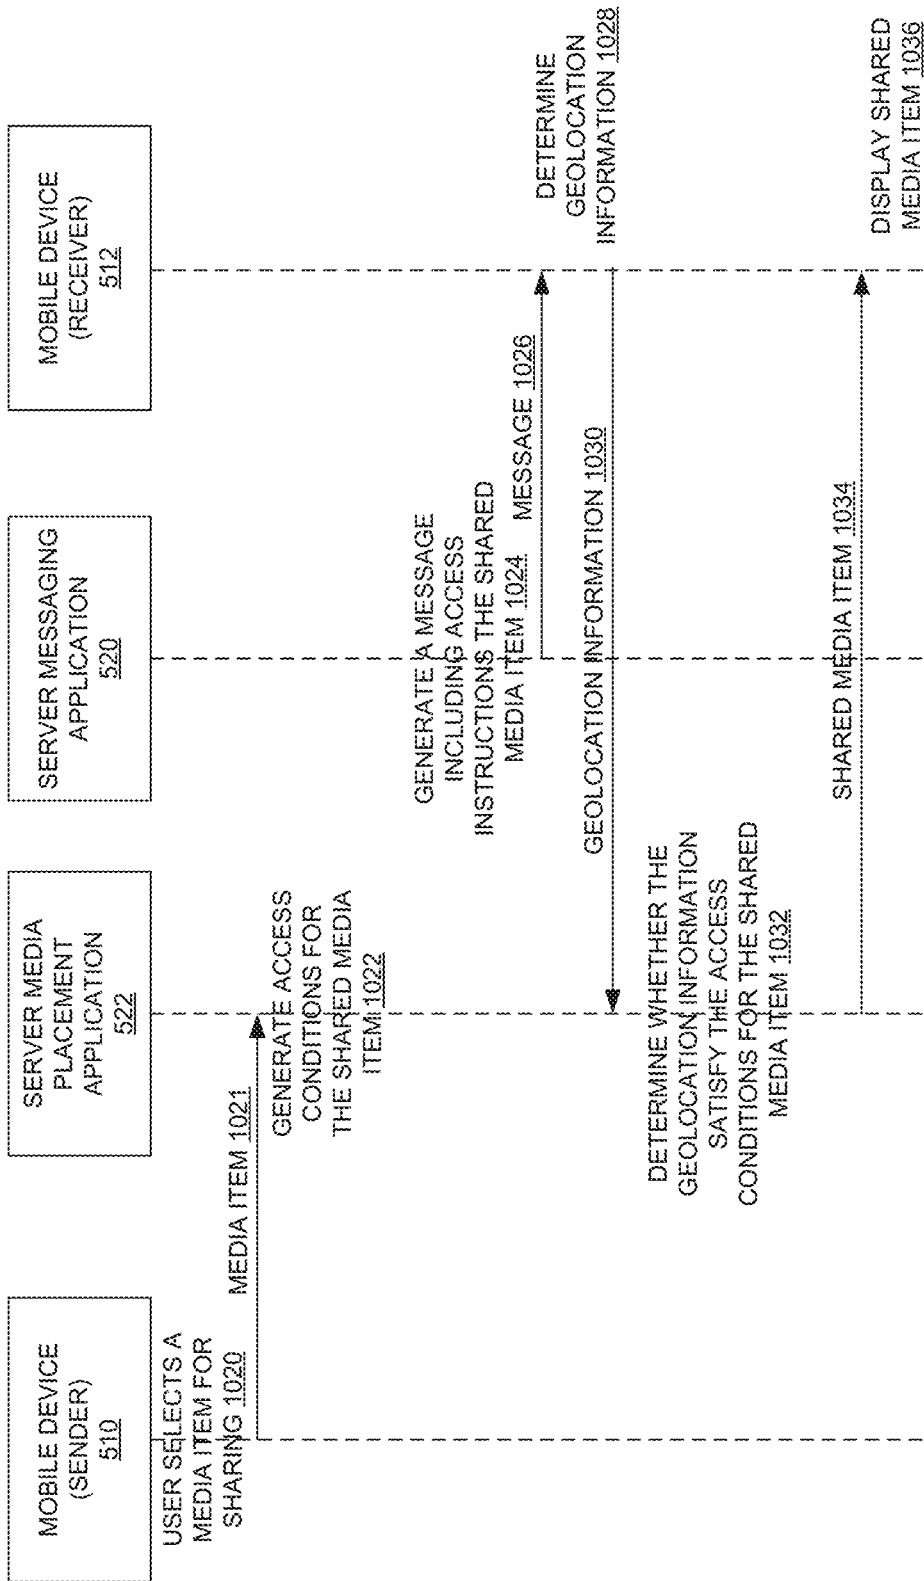 MOBILE DEVICE
(SENDER)
510
SERVER MEDIA
PLACEMENT
APPLICATION
522
SERVER MESSAGING
APPLICATION
520
MOBILE DEVICE
(RECEIVER)
512
USER SELECTS A
MEDIA ITEM FOR
SHARING 1020
MEDIA ITEM 1021
GENERATE ACCESS
CONDITIONS FOR
THE SHARED MEDIA
ITEM 1022
GENERATE A MESSAGE
INCLUDING ACCESS
INSTRUCTIONS THE SHARED
MEDIA ITEM 1024
MESSAGE 1026
DETERMINE
GEOLOCATION
INFORMATION 1028
GEOLOCATION INFORMATION 1030
DETERMINE WHETHER THE
GEOLOCATION INFORMATION
SATISFY THE ACCESS
CONDITIONS FOR THE SHARED
MEDIA ITEM 1032
SHARED MEDIA ITEM 1034
DISPLAY SHARED
MEDIA ITEM 1036